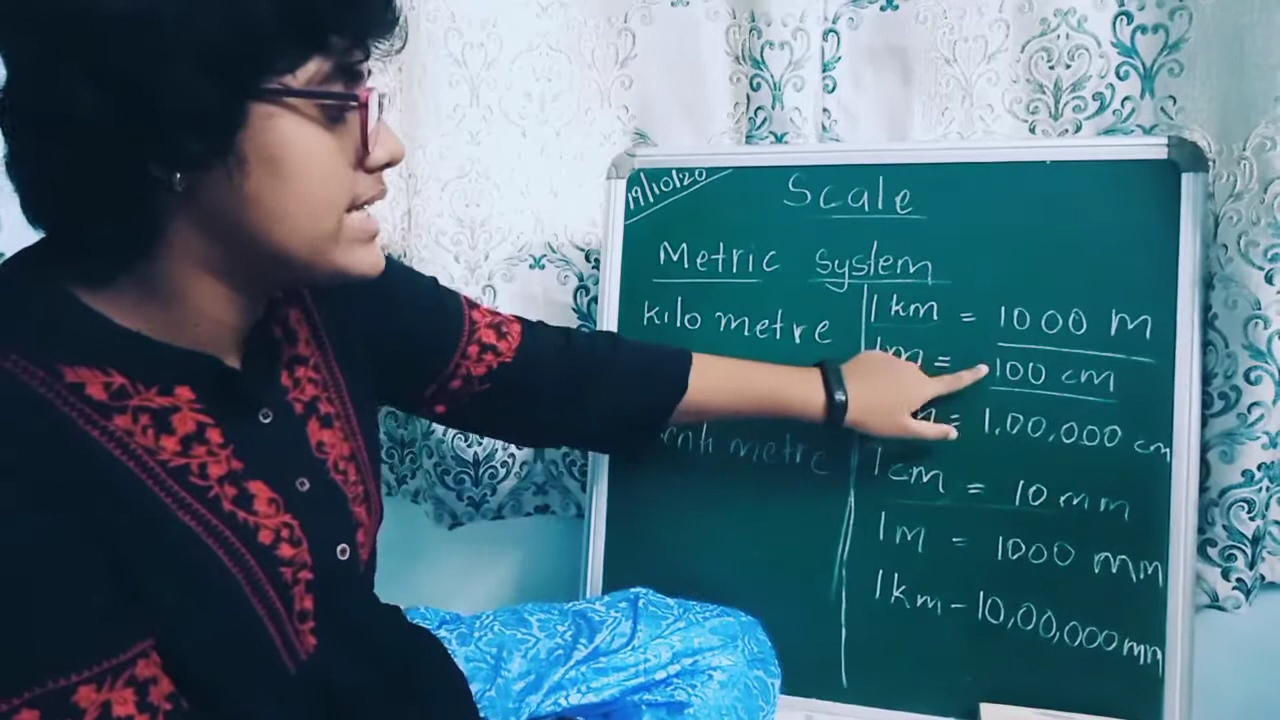 19/10/20
Scale
Metric system
kilo metre
metre
1 km = 1000 M
1m = 100 cm
= 1,00,000 cm
1 cm = 10 mm
1m = 1000 mm
1km - 10,00,000mm